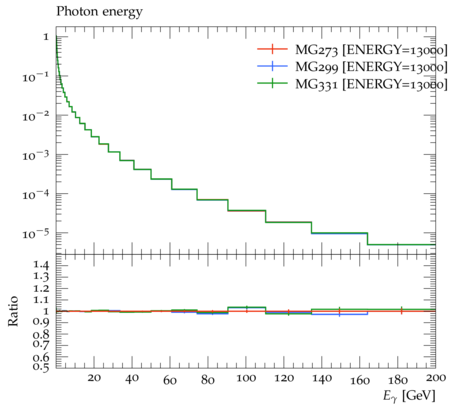 Photon energy
1
10−1
10−2
10−3
10−4
10−5
MG273 [ENERGY=13000]
MG299 [ENERGY=13000]
MG331 [ENERGY=13000]
Ratio
1.4
1.3
1.2
1.1
1
0.9
0.8
0.7
0.6
0.5
20 40 60 80 100 120 140 160 180 200
Eγ [GeV]